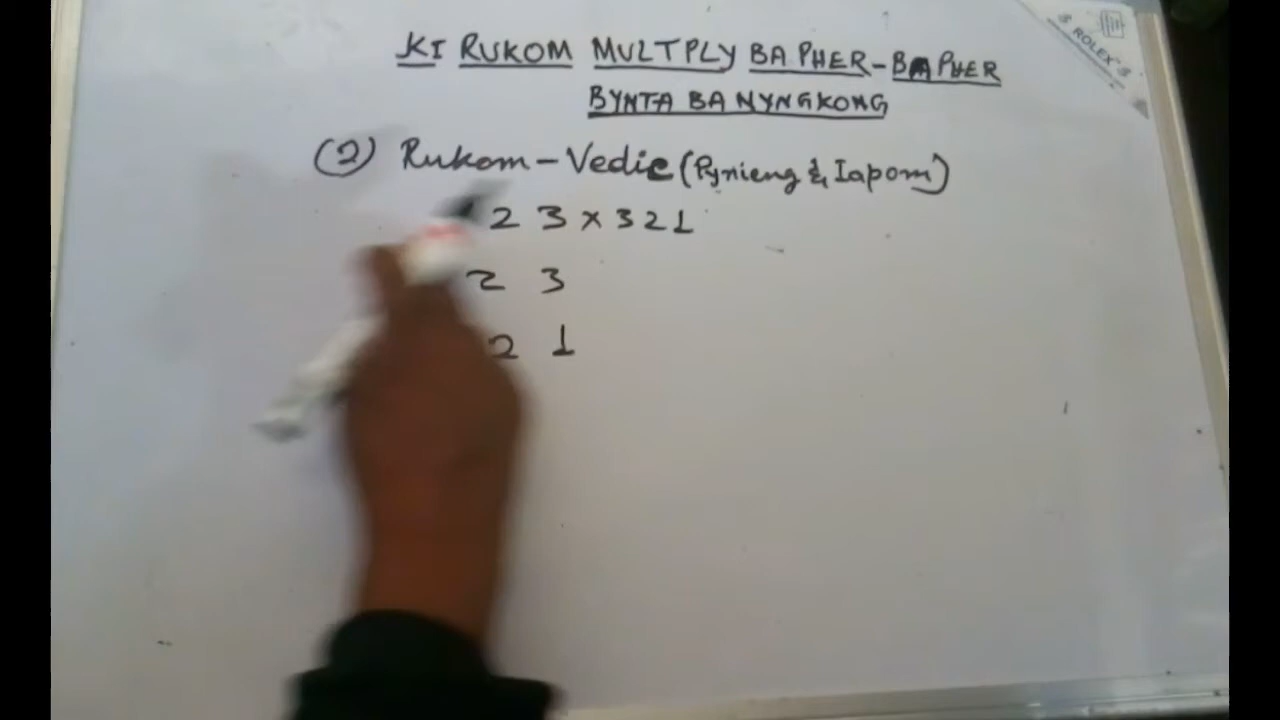 KI RUKOM MULTPLY BA PHER-BAPHER
BYNTA BA NYNGKONG
(2) Rukom-Vedic (Pynieng & Iapom)
2 3 x 3 2 1
2 3
2 1
ROLEX